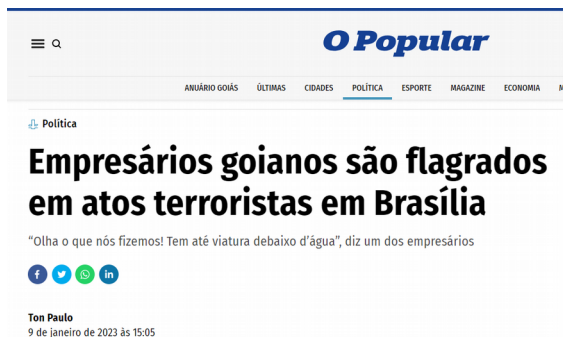 O Popular
ANUÁRIO GOIÁS ÚLTIMAS CIDADES POLÍTICA ESPORTE MAGAZINE ECONOMIA
Política
Empresários goianos são flagrados
em atos terroristas em Brasília
“Olha o que nós fizemos! Tem até viatura debaixo d’água”, diz um dos empresários
Ton Paulo
9 de janeiro de 2023 às 15:05